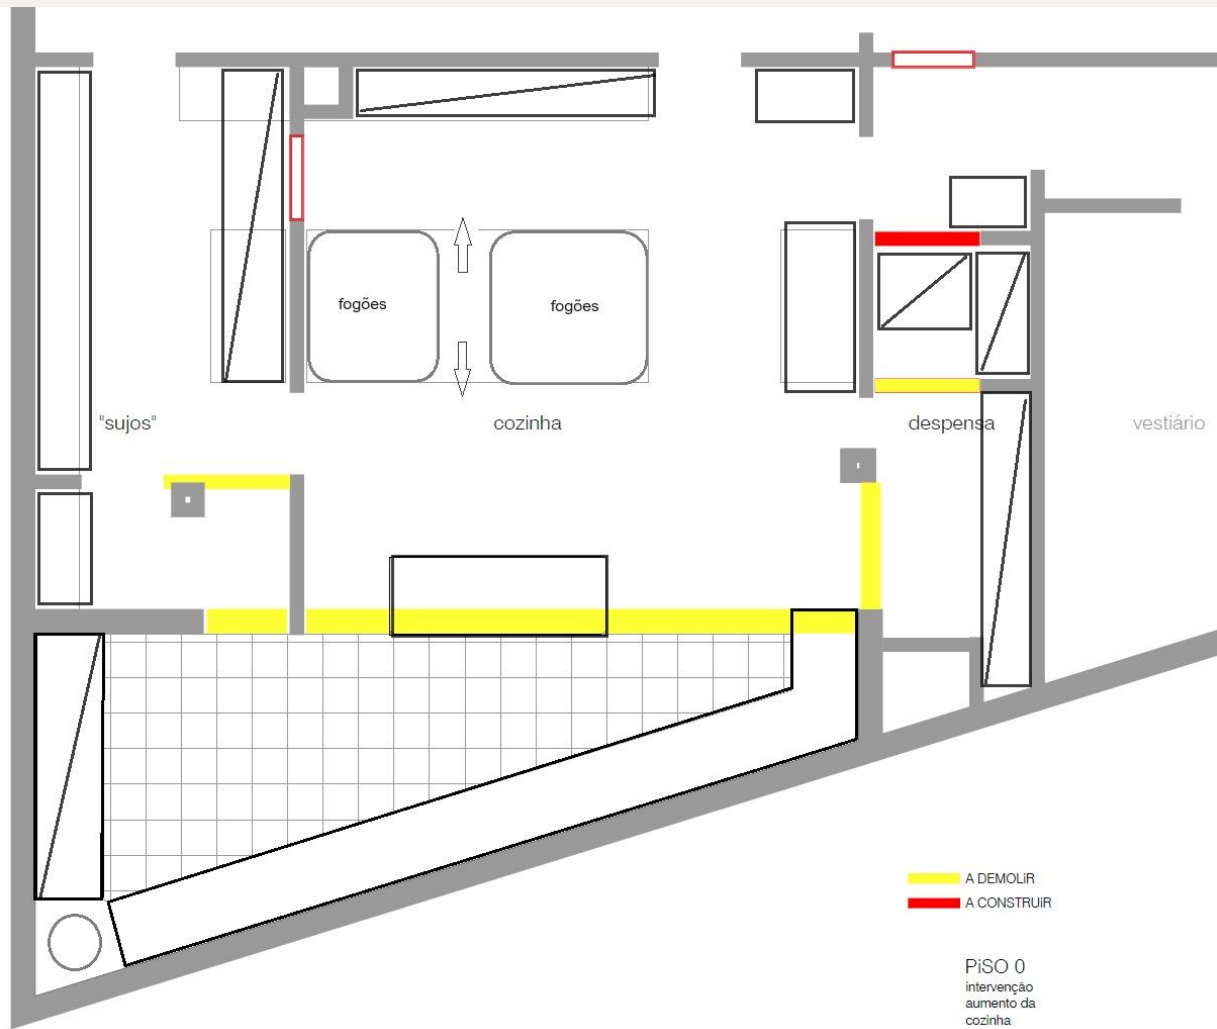 fogões
fogões
"sujos"
cozinha
despensa
vestiário
A DEMOLiR
A CONSTRUiR
PiSO 0
intervenção
aumento da
cozinha